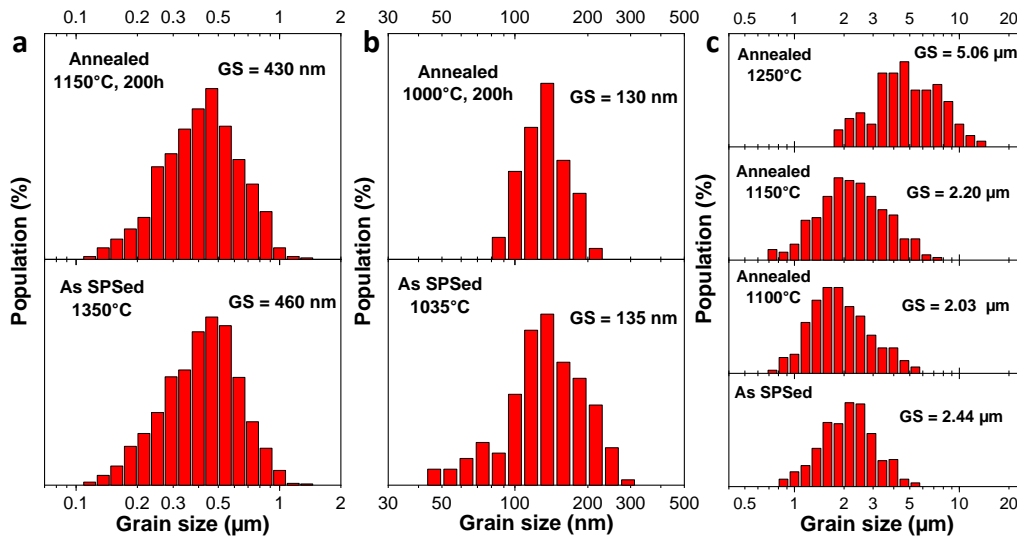 a
0.1 0.2 0.3 0.5 1 2
Annealed
1150°C, 200h
GS = 430 nm
As SPSed
1350°C
GS = 460 nm
Population (%)
0.1 0.2 0.3 0.5 1 2
Grain size (µm)
b
30 100 200 300 500
Annealed
1000°C, 200h
GS = 130 nm
As SPSed
1035°C
GS = 135 nm
Population (%)
30 100 200 300 500
Grain size (nm)
c
0.5 1 2 3 5 10 20
Annealed
1250°C
GS = 5.06 µm
Annealed
1150°C
GS = 2.20 µm
Annealed
1100°C
GS = 2.03 µm
As SPSed
GS = 2.44 µm
Population (%)
0.5 1 2 3 5 10 20
Grain size (µm)